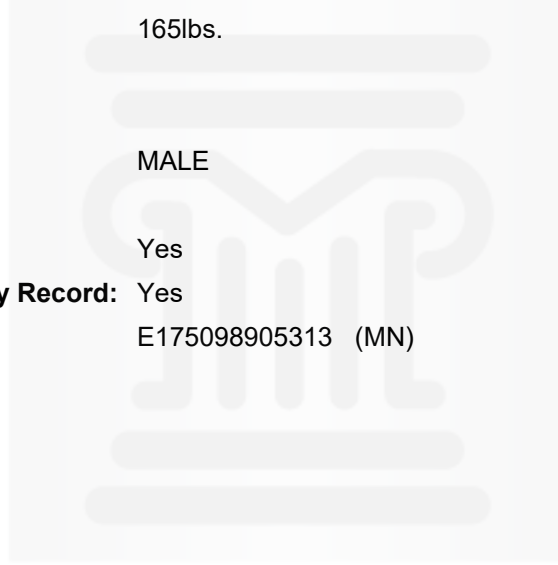 165lbs.
MALE
Yes
y Record: Yes
E175098905313 (MN)